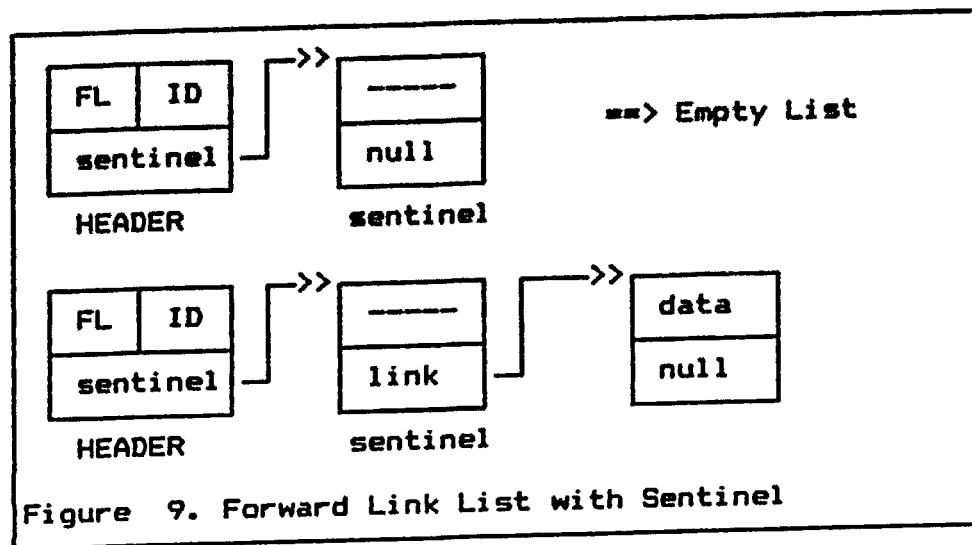 FL ID >> -----
==> Empty List
sentinel null
HEADER sentinel
FL ID >> ----- >> data
sentinel link null
HEADER sentinel
Figure 9. Forward Link List with Sentinel